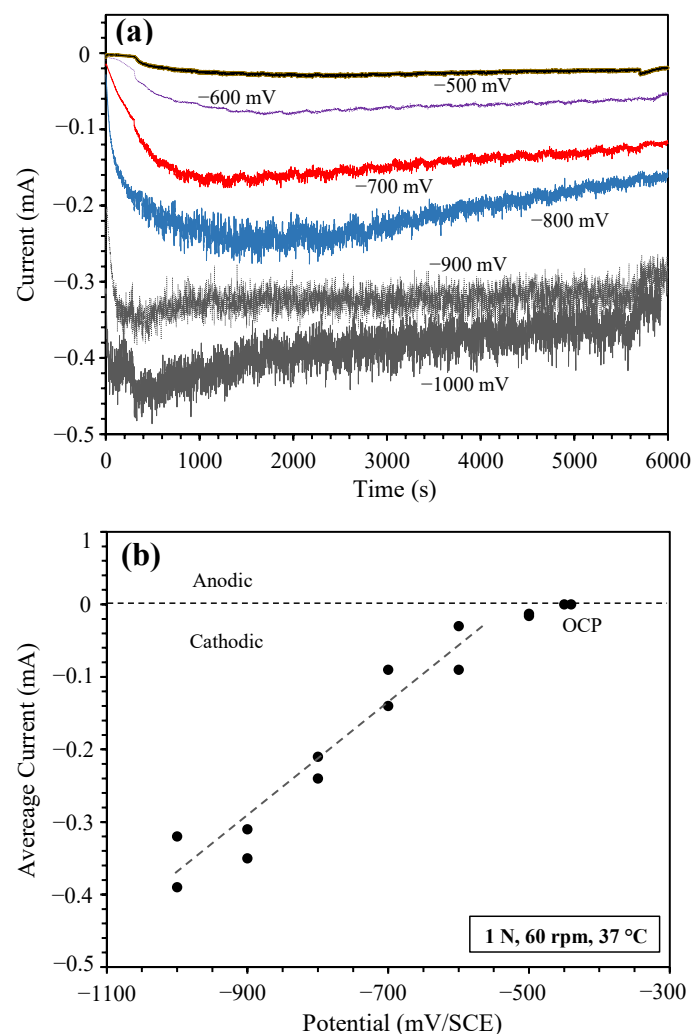 (a)
0
−0.1
−0.2
−0.3
−0.4
−0.5
Current (mA)
−500 mV
−600 mV
−700 mV
−800 mV
−900 mV
−1000 mV
0 1000 2000 3000 4000 5000 6000
Time (s)
(b)
1
0
−0.1
−0.2
−0.3
−0.4
−0.5
Avereage Current (mA)
Anodic
Cathodic
OCP
1 N, 60 rpm, 37 °C
−1100 −900 −700 −500 −300
Potential (mV/SCE)